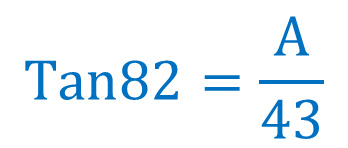 Tan82 = A/43